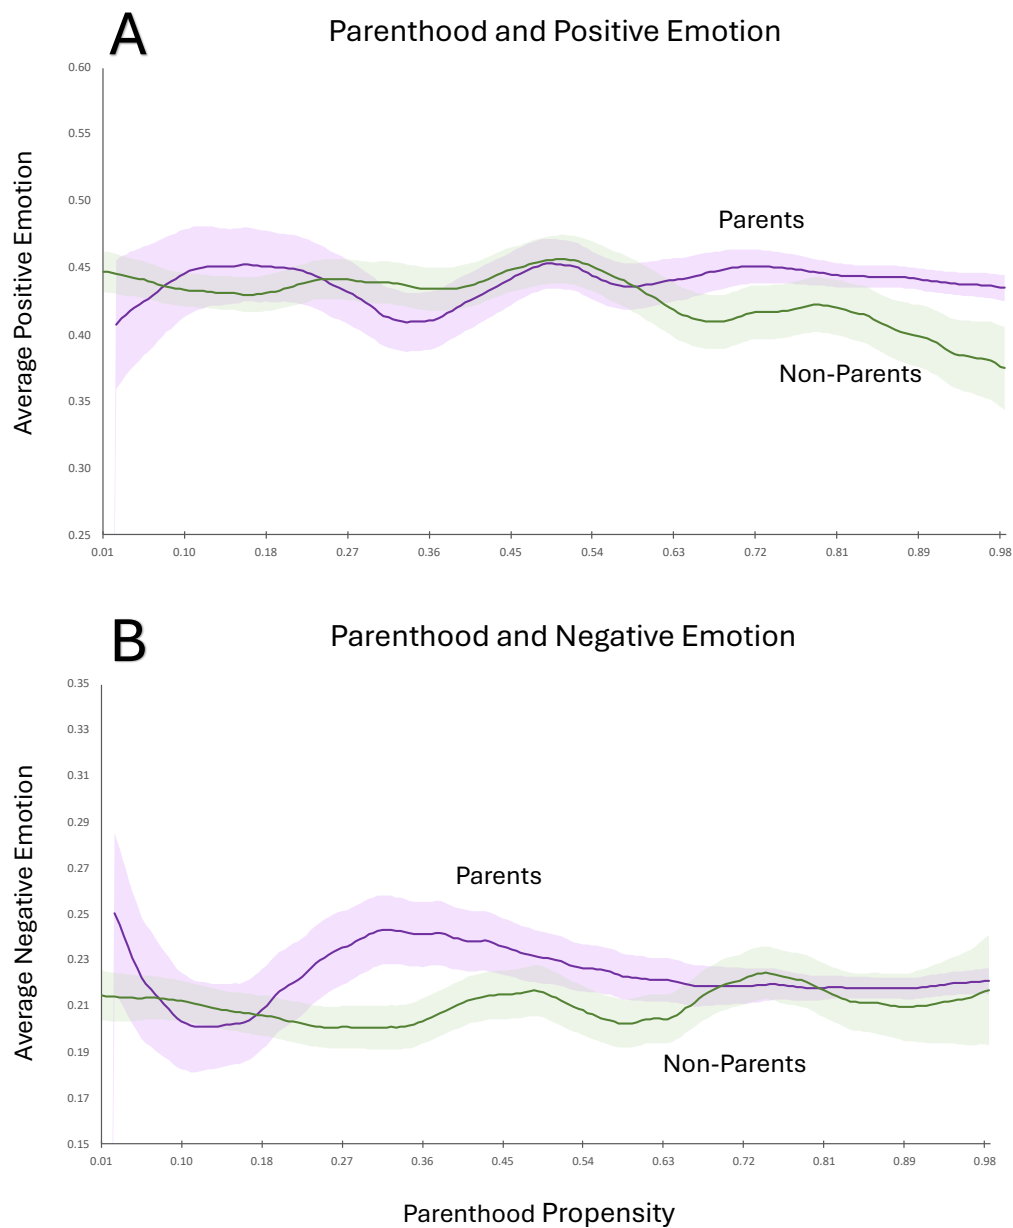 A
Parenthood and Positive Emotion
0.60
0.55
0.50
0.45
0.40
0.35
0.30
0.25
Average Positive Emotion
Parents
Non-Parents
0.01 0.10 0.18 0.27 0.36 0.45 0.54 0.63 0.72 0.81 0.89 0.98
B
Parenthood and Negative Emotion
0.35
0.33
0.31
0.29
0.27
0.25
0.23
0.21
0.19
0.17
0.15
Average Negative Emotion
Parents
Non-Parents
0.01 0.10 0.18 0.27 0.36 0.45 0.54 0.63 0.72 0.81 0.89 0.98
Parenthood Propensity